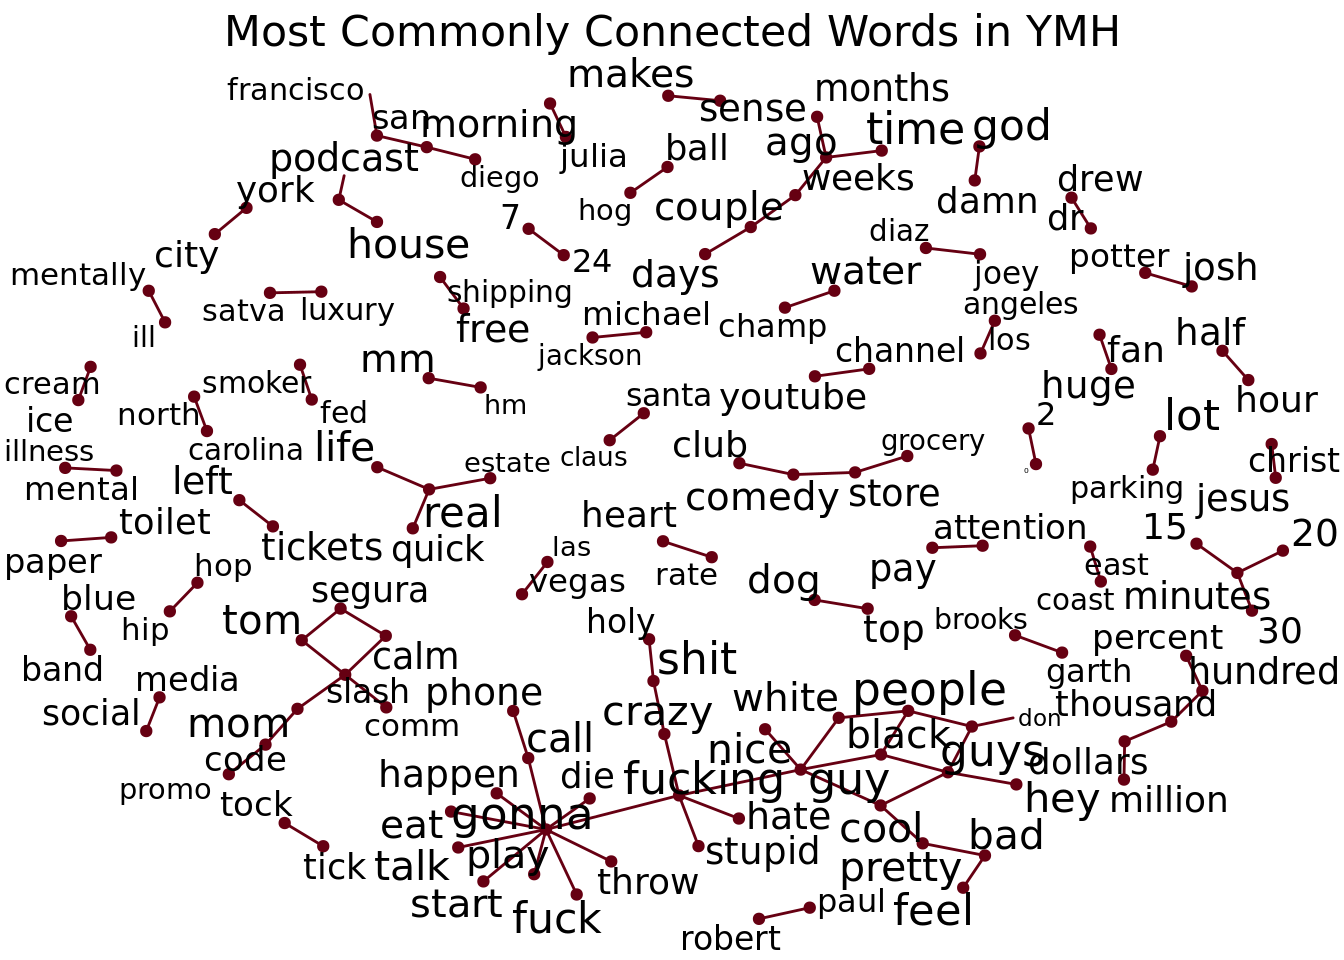 Most Commonly Connected Words in YMH
makes
francisco
months
sense
san
morning
time
god
ago
ball
podcast
julia
diego
weeks
drew
york
damn
hog
couple
7
dr
diaz
house
city
potter
24
josh
water
days
joey
mentally
shipping
angeles
satva
luxury
michael
champ
free
half
ill
los
channel
fan
jackson
mm
cream
smoker
huge
santa
youtube
hour
hm
ice
north
fed
2
lot
life
club
grocery
illness
carolina
estate
claus
christ
0
left
mental
parking
comedy
store
jesus
real
heart
toilet
attention
15
20
tickets
quick
las
paper
hop
east
pay
rate
vegas
dog
segura
blue
coast
minutes
tom
holy
brooks
hip
top
30
percent
calm
shit
band
garth
hundred
media
slash
phone
people
white
thousand
social
crazy
don
mom
comm
call
black
nice
guys
code
dollars
happen
die
fucking
guy
promo
tock
hey
million
gonna
eat
hate
cool
bad
play
stupid
tick
talk
pretty
throw
start
paul
feel
fuck
robert